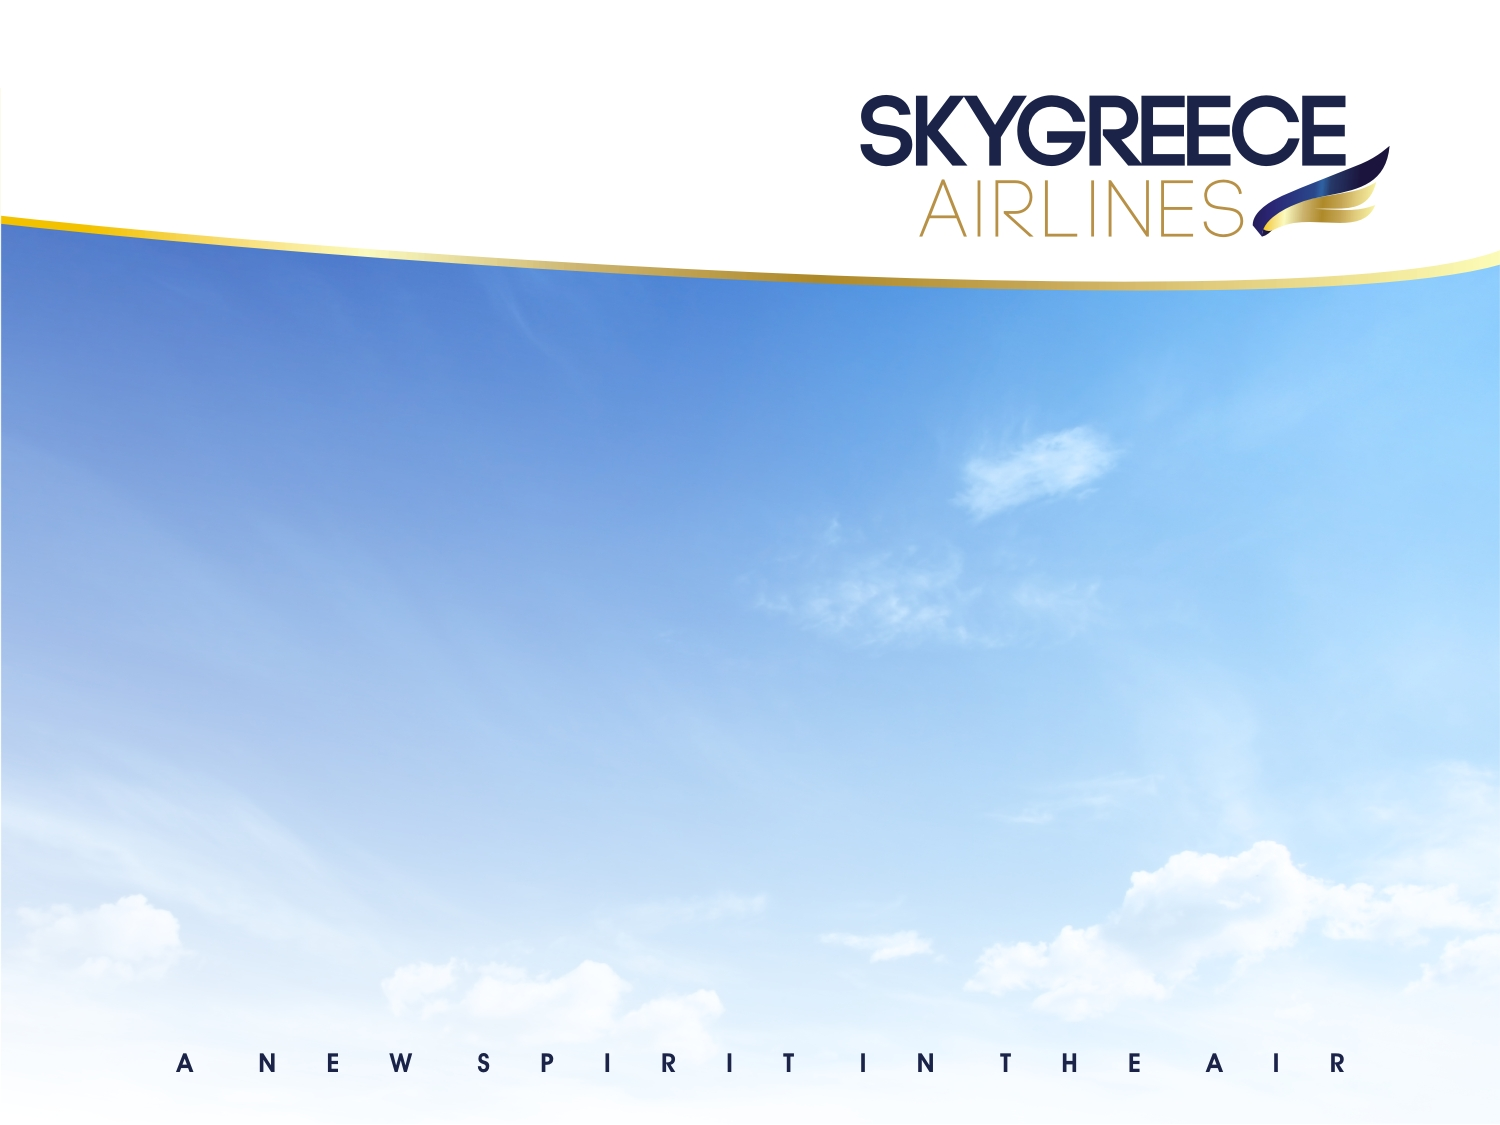 SKYGREECE
AIRLINES
A NEW SPIRIT IN THE AIR